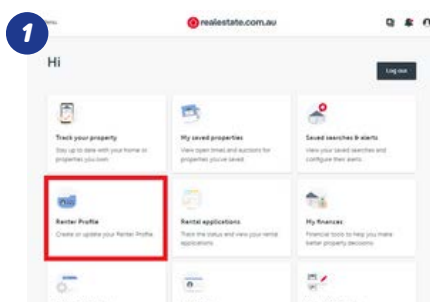 1
realestate.com.au
Hi
Log out
Track your property
Stay up to date with your home or
properties you own.
My saved properties
View open times and auctions for
properties you've saved.
Saved searches & alerts
View your saved searches and
configure their alerts.
Renter Profile
Create or update your Renter Profile.
Rental applications
Track the status and view your rental
applications.
My finances
Financial tools to help you make
better property decisions.